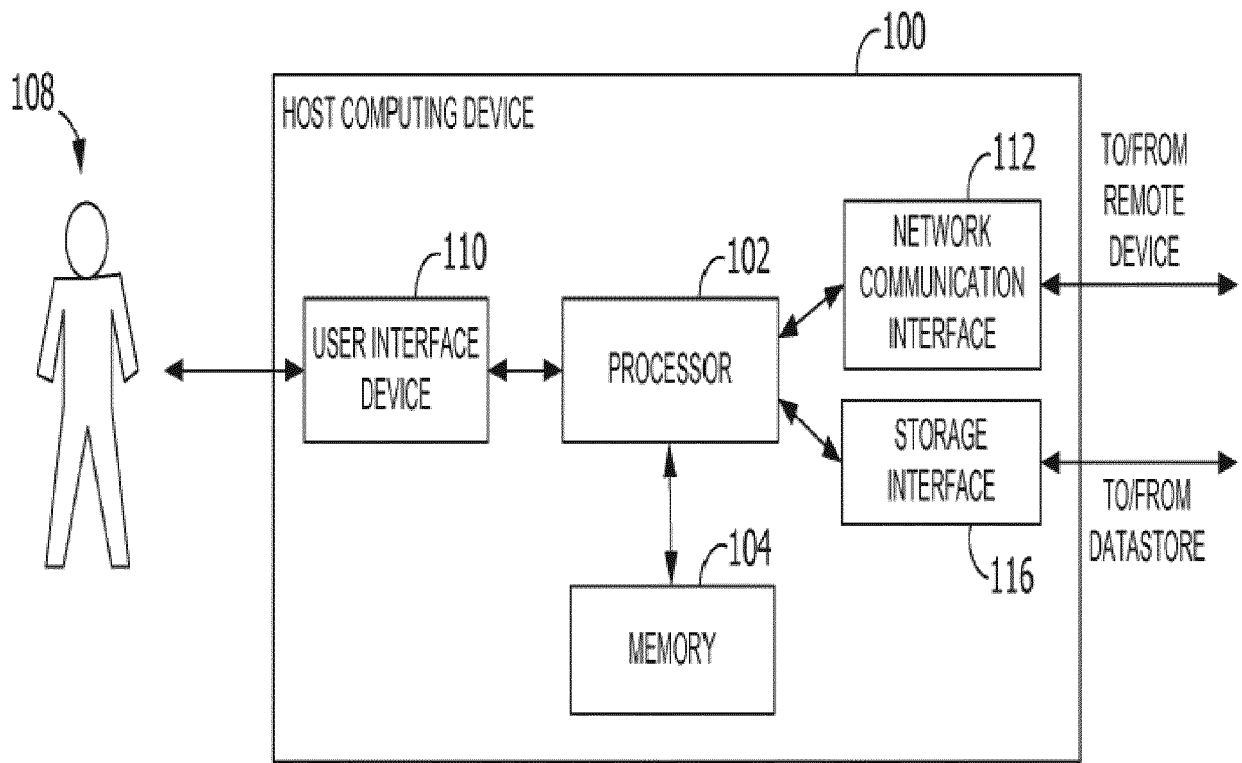 100
108
HOST COMPUTING DEVICE
112
TO/FROM
REMOTE
DEVICE
NETWORK
COMMUNICATION
INTERFACE
110
102
USER INTERFACE
DEVICE
PROCESSOR
STORAGE
INTERFACE
TO/FROM
DATASTORE
104
116
MEMORY